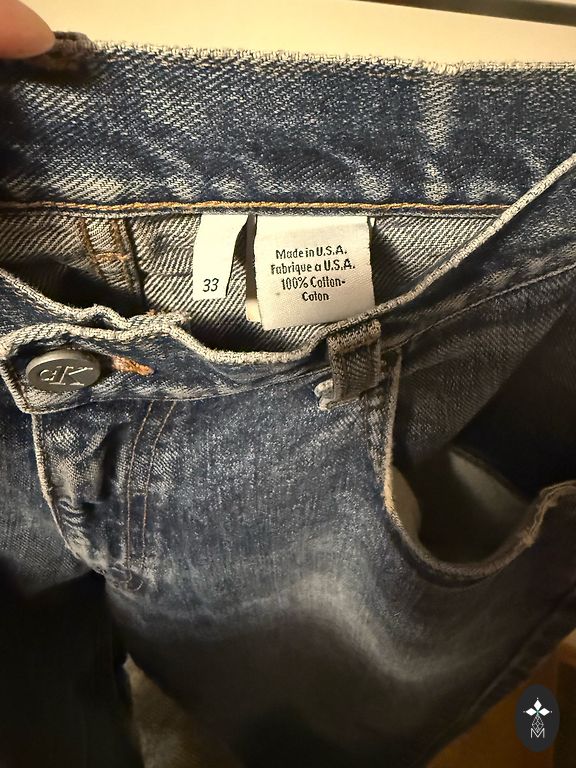 33
Made in U.S.A.
Fabrique a U.S.A.
100% Cotton-
Coton
cK
M